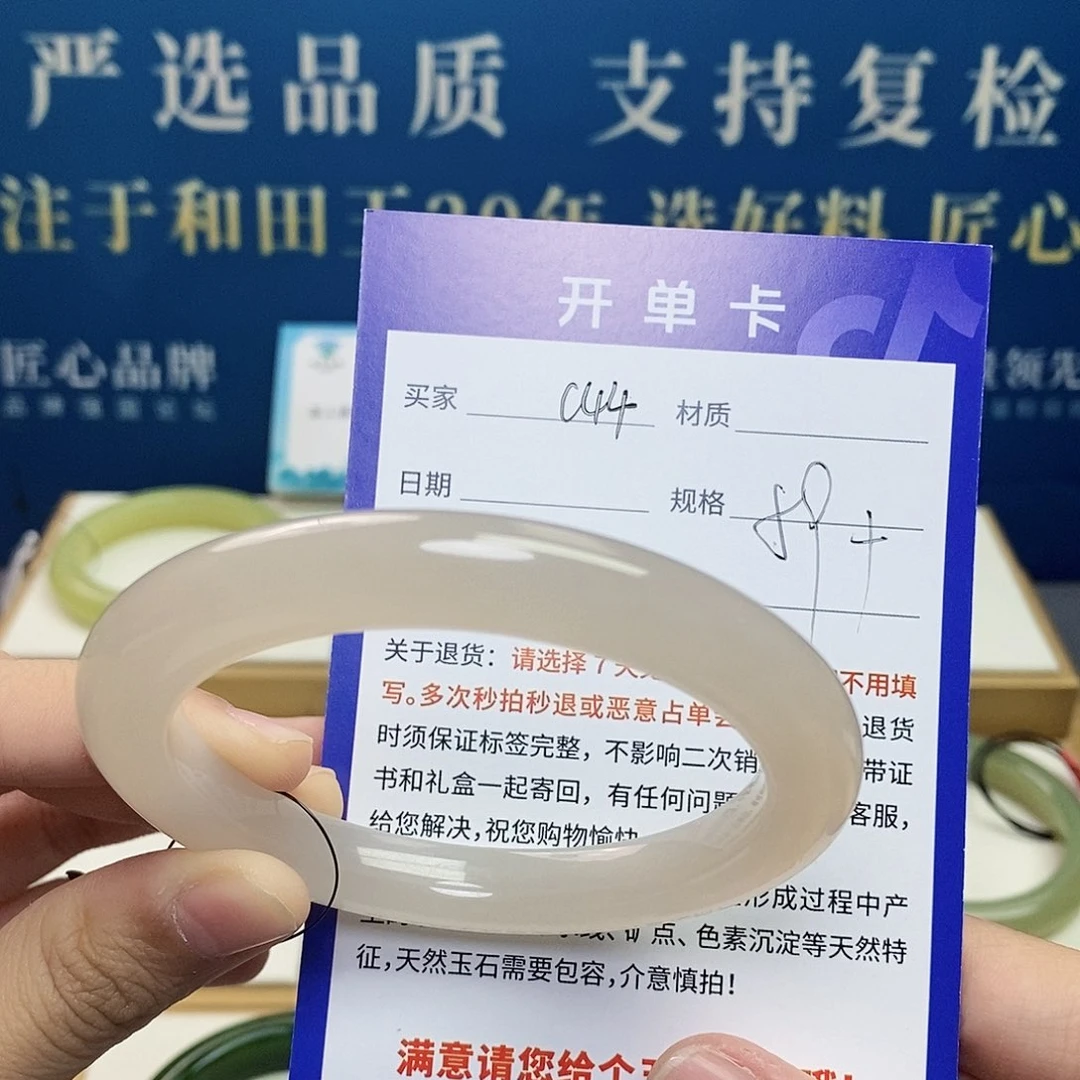 严选品质 支持复检
注于和田玉30年 选好料 匠心
匠心品牌
量领先
开单卡
买家 C44 材质
日期 规格
关于退货：请选择7天 不用填
写。多次秒拍秒退或恶意占单 退货
时须保证标签完整，不影响二次销 带证
书和礼盒一起寄回，有任何问题 客服，
给您解决，祝您购物愉快
形成过程中产
矿点、色素沉淀等天然特
征，天然玉石需要包容，介意慎拍！
满意请您给个